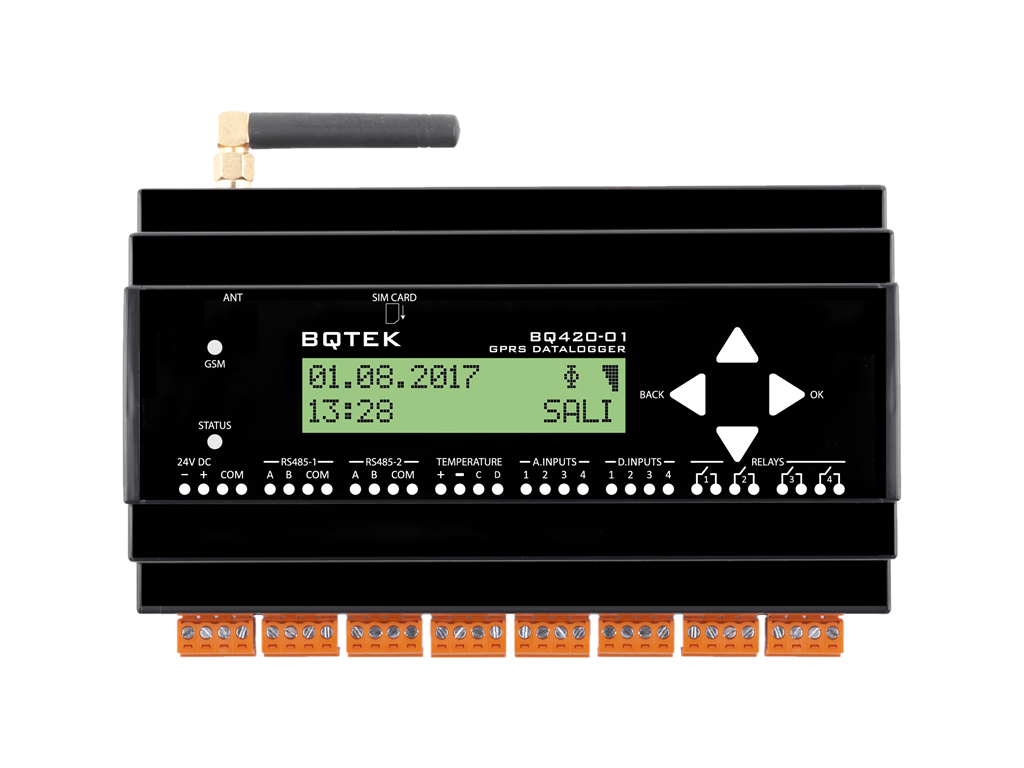 ANT
SIM CARD
BQTEK
BQ420-01
GPRS DATALOGGER
GSM
01.08.2017
13:28 SALI
BACK
OK
STATUS
24V DC RS485-1 RS485-2 TEMPERATURE A.INPUTS D.INPUTS RELAYS
− + COM A B COM A B COM + − C D 1 2 3 4 1 2 3 4 1 2 3 4